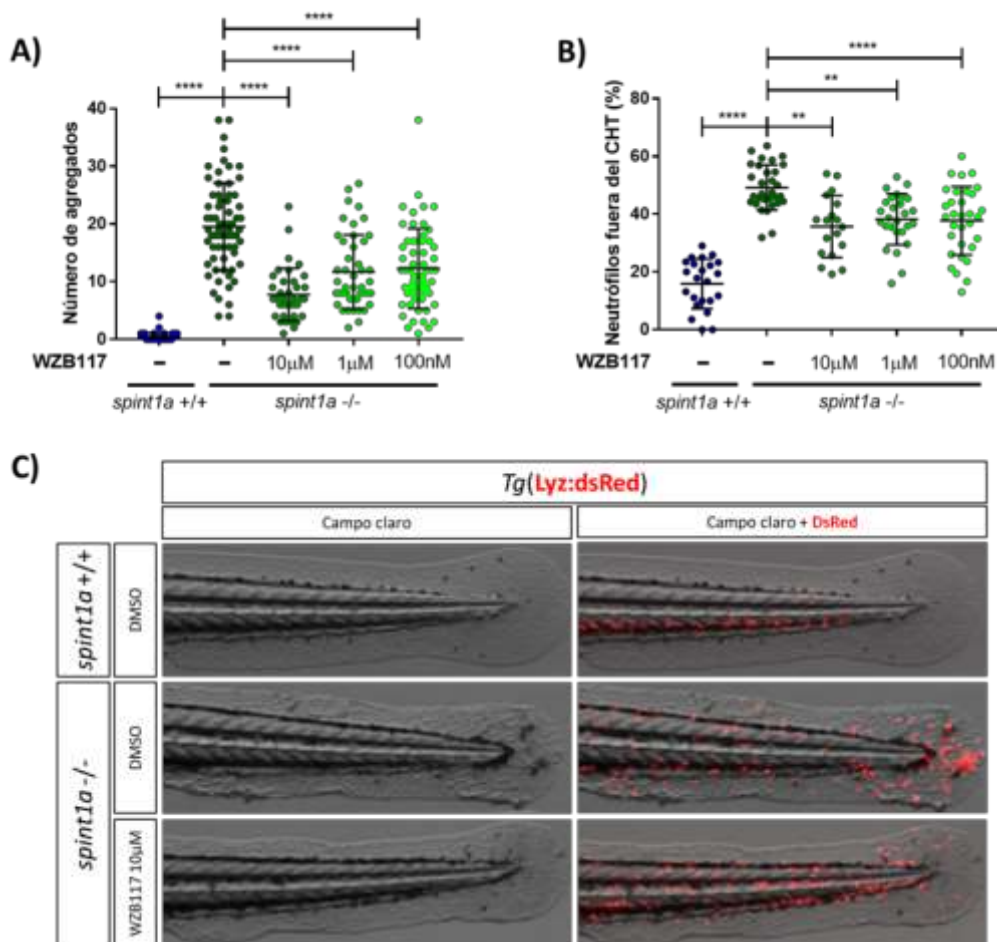 A)
****
****
**** ****
Número de agregados
40
30
20
10
0
WZB117 – – 10µM 1µM 100nM
spint1a +/+ spint1a -/-
B)
****
**
**** **
Neutrófilos fuera del CHT (%)
80
60
40
20
0
WZB117 – – 10µM 1µM 100nM
spint1a +/+ spint1a -/-
C)
Tg(Lyz:dsRed)
Campo claro Campo claro + DsRed
spint1a +/+
DMSO
spint1a -/-
DMSO
WZB117 10µM